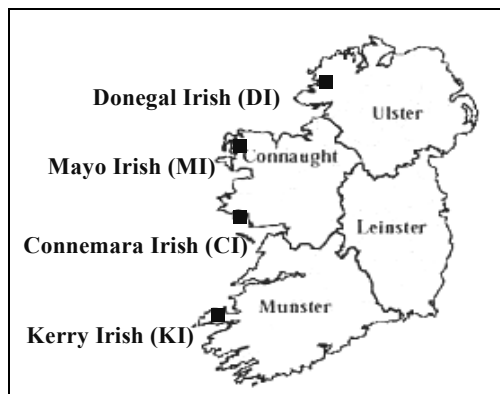 Donegal Irish (DI)
Ulster
Mayo Irish (MI)
Connaught
Connemara Irish (CI)
Leinster
Munster
Kerry Irish (KI)